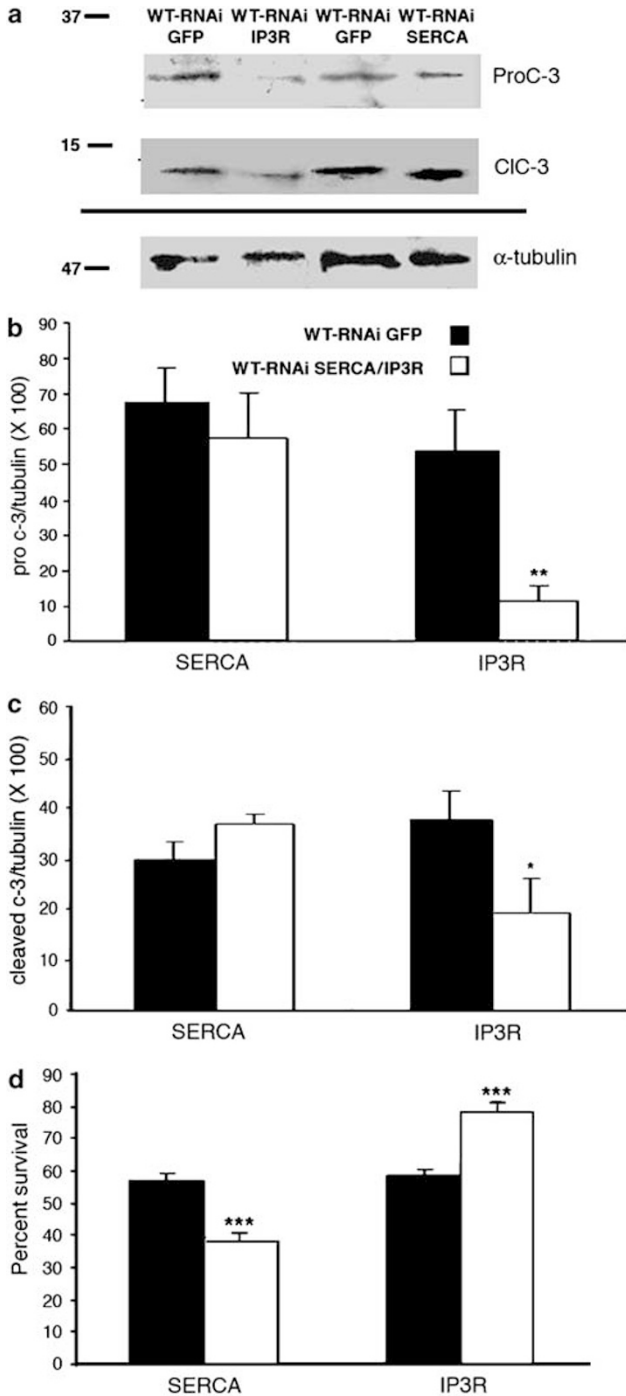 a
37
WT-RNAi WT-RNAi WT-RNAi WT-RNAi
GFP IP3R GFP SERCA
ProC-3
15
ClC-3
47
α-tubulin
b
WT-RNAi GFP
WT-RNAi SERCA/IP3R
pro c-3/tubulin (X 100)
90
80
70
60
50
40
30
20
10
0
**
SERCA IP3R
c
cleaved c-3/tubulin (X 100)
60
50
40
30
20
10
0
*
SERCA IP3R
d
Percent survival
90
80
70
60
50
40
30
20
10
0
***
***
SERCA IP3R